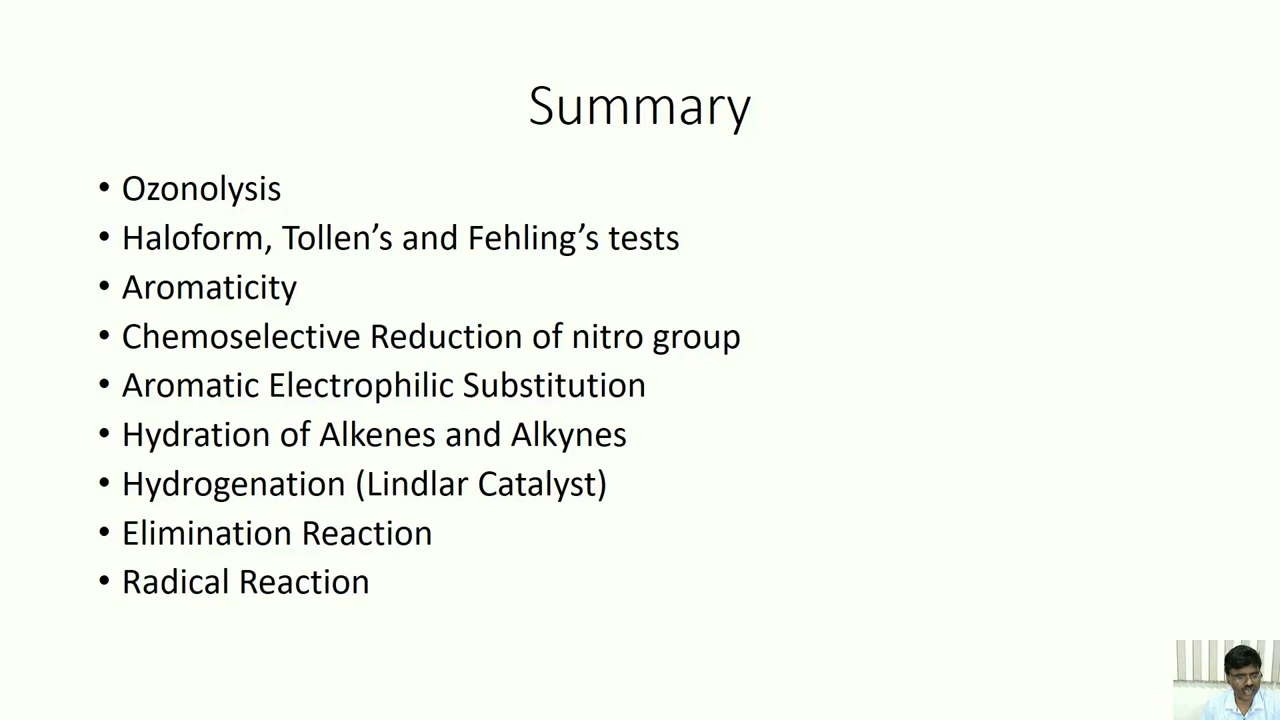 Summary
• Ozonolysis
• Haloform, Tollen’s and Fehling’s tests
• Aromaticity
• Chemoselective Reduction of nitro group
• Aromatic Electrophilic Substitution
• Hydration of Alkenes and Alkynes
• Hydrogenation (Lindlar Catalyst)
• Elimination Reaction
• Radical Reaction